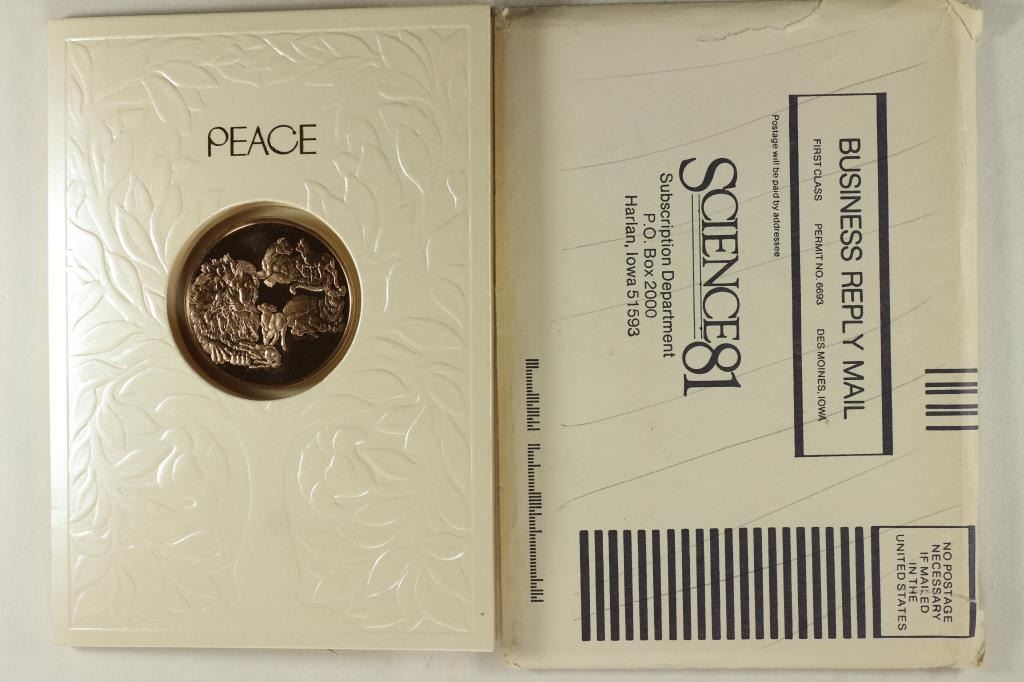 PEACE
BUSINESS REPLY MAIL
FIRST CLASS PERMIT NO. 6693 DES MOINES, IOWA
Postage will be paid by addressee
SCIENCE81
Subscription Department
P.O. Box 2000
Harlan, Iowa 51593
NO POSTAGE
NECESSARY
IF MAILED
IN THE
UNITED STATES